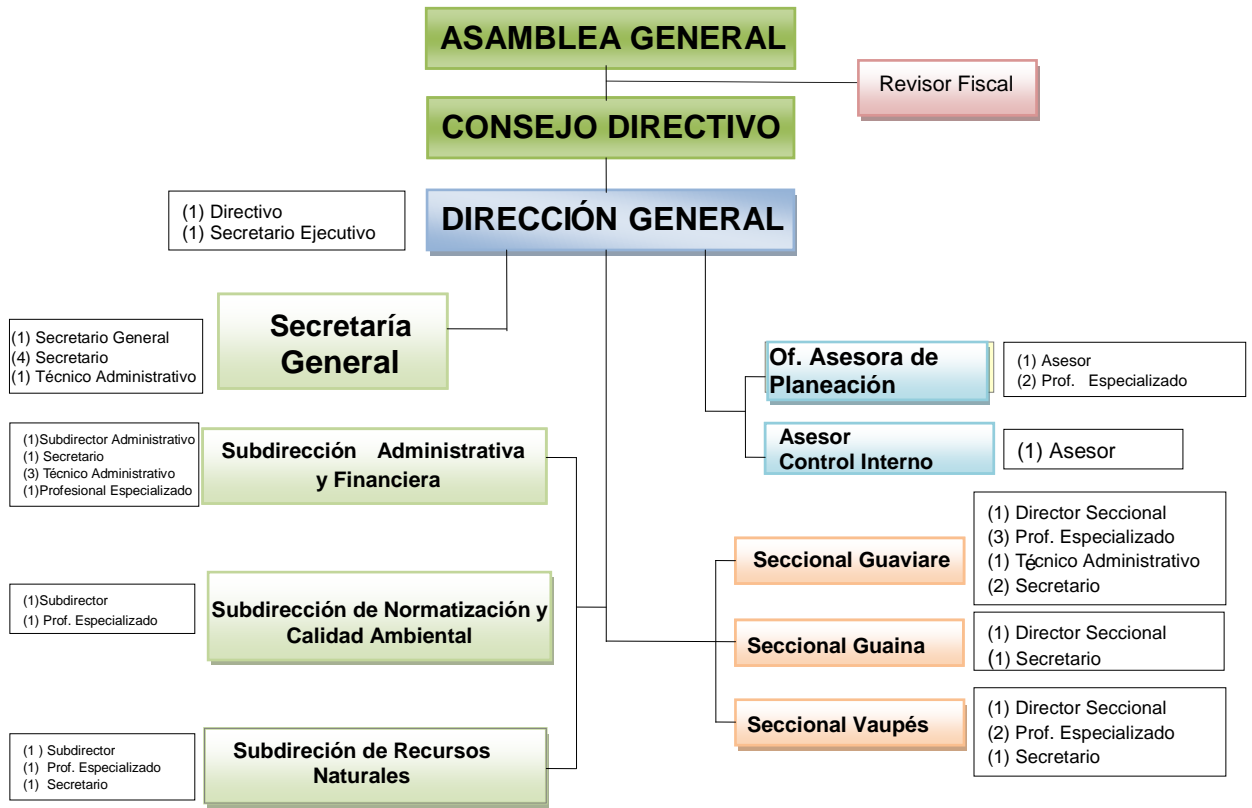 ASAMBLEA GENERAL
Revisor Fiscal
CONSEJO DIRECTIVO
(1) Directivo
(1) Secretario Ejecutivo
DIRECCIÓN GENERAL
(1) Secretario General
(4) Secretario
(1) Técnico Administrativo
Secretaría
General
Of. Asesora de
Planeación
(1) Asesor
(2) Prof. Especializado
(1)Subdirector Administrativo
(1) Secretario
(3) Técnico Administrativo
(1)Profesional Especializado
Subdirección Administrativa
y Financiera
Asesor
Control Interno
(1) Asesor
Seccional Guaviare
(1) Director Seccional
(3) Prof. Especializado
(1) Técnico Administrativo
(2) Secretario
(1)Subdirector
(1) Prof. Especializado
Subdirección de Normatización y
Calidad Ambiental
Seccional Guaina
(1) Director Seccional
(1) Secretario
Seccional Vaupés
(1) Director Seccional
(2) Prof. Especializado
(1) Secretario
(1 ) Subdirector
(1) Prof. Especializado
(1) Secretario
Subdireción de Recursos
Naturales